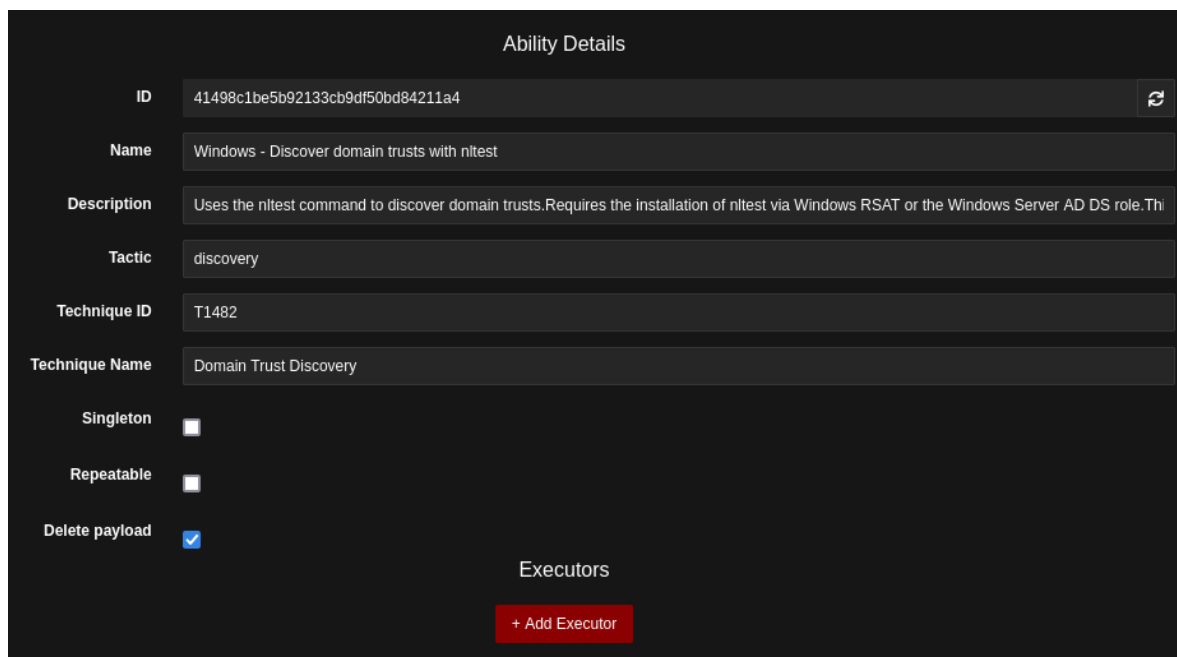 Ability Details
ID 41498c1be5b92133cb9df50bd84211a4
Name Windows - Discover domain trusts with nltest
Description Uses the nltest command to discover domain trusts.Requires the installation of nltest via Windows RSAT or the Windows Server AD DS role.Thi
Tactic discovery
Technique ID T1482
Technique Name Domain Trust Discovery
Singleton
Repeatable
Delete payload
Executors
+ Add Executor